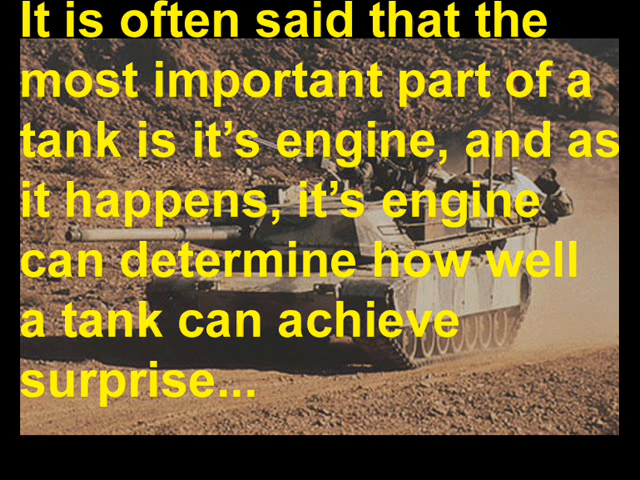 It is often said that the
most important part of a
tank is it’s engine, and as
it happens, it’s engine
can determine how well
a tank can achieve
surprise...